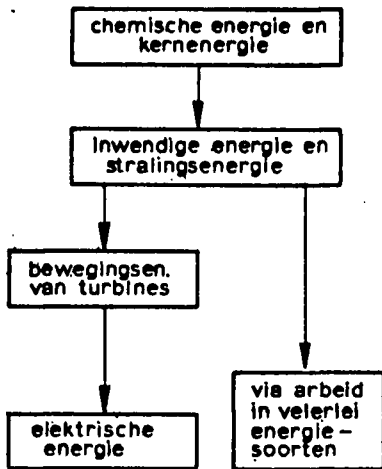 chemische energie en
kernenergie
inwendige energie en
stralingsenergie
bewegingsen.
van turbines
elektrische
energie
via arbeid
in velerlei
energie-
soorten